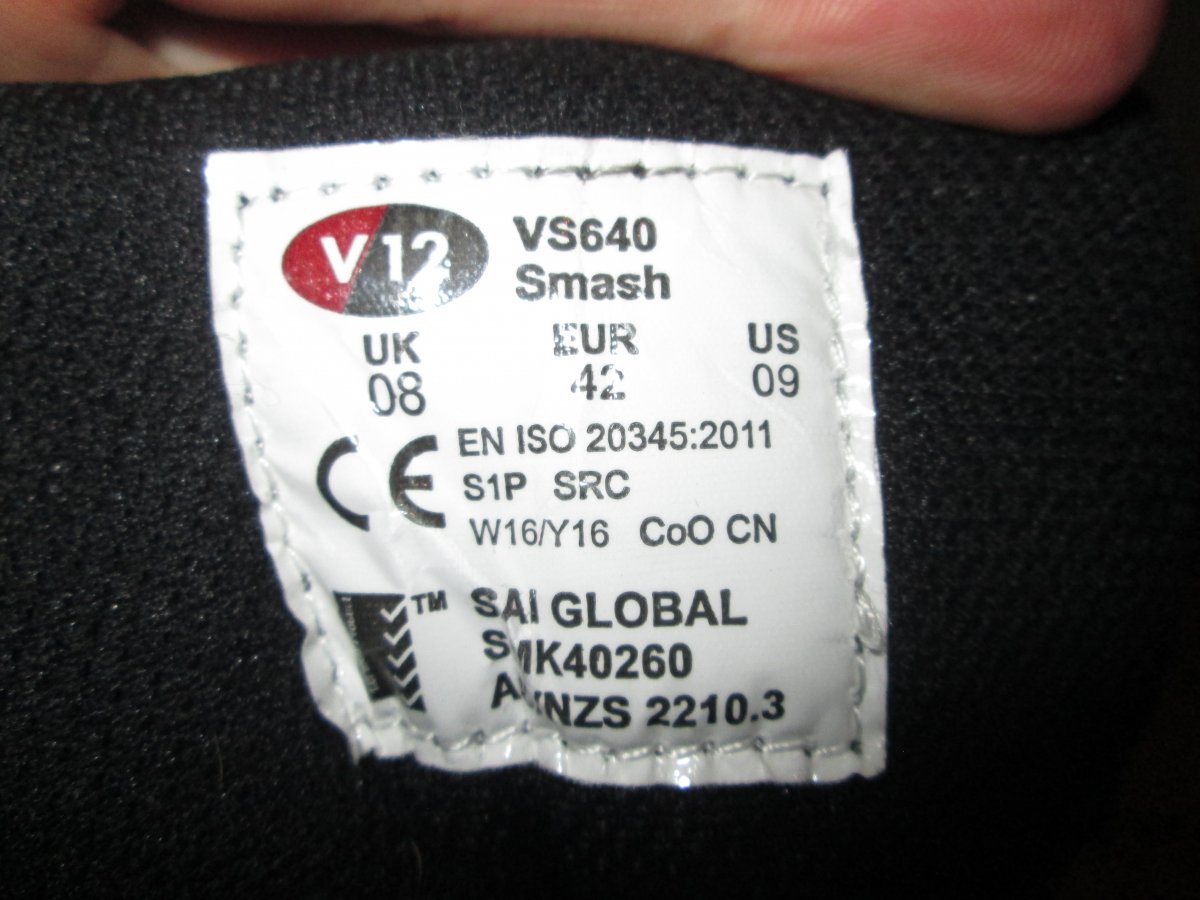 V12 VS640
Smash
UK EUR US
08 42 09
CE EN ISO 20345:2011
S1P SRC
W16/Y16 CoO CN
TM SAI GLOBAL
SMK40260
2210.3